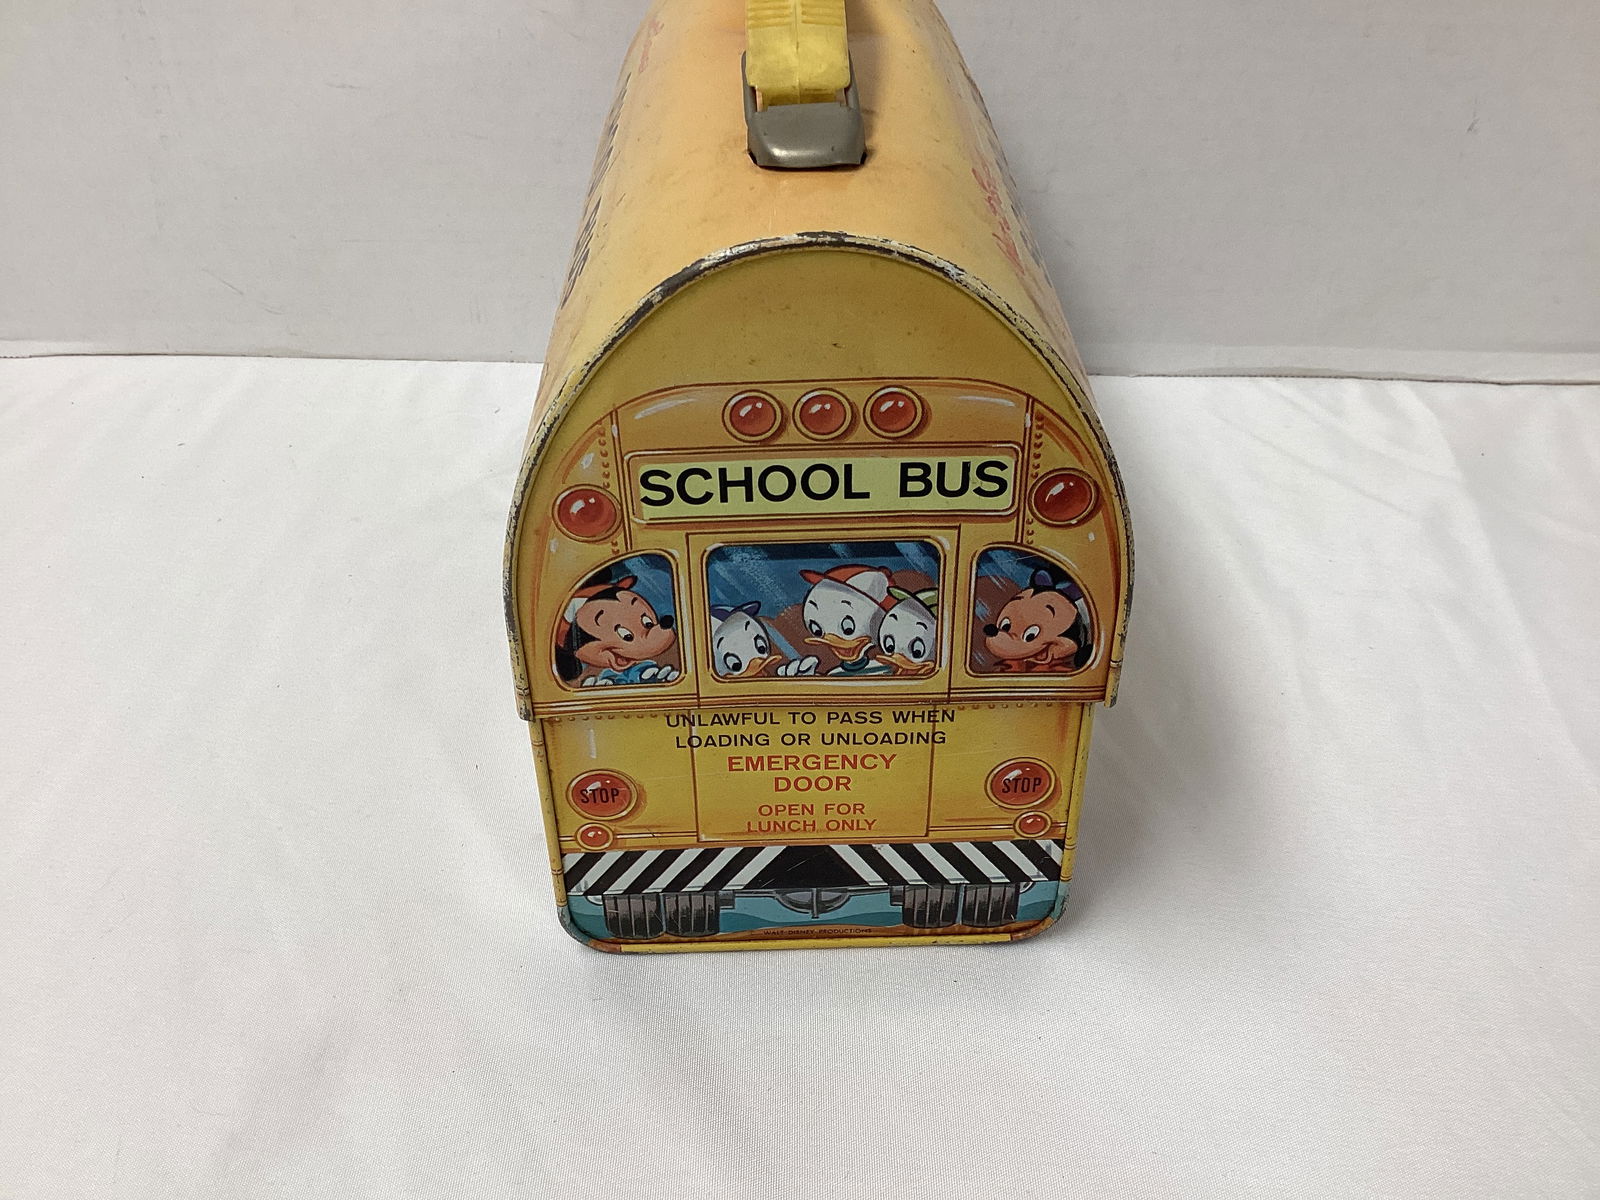 SCHOOL BUS
UNLAWFUL TO PASS WHEN
LOADING OR UNLOADING
EMERGENCY
DOOR
STOP
STOP
OPEN FOR
LUNCH ONLY
WALT DISNEY PRODUCTIONS